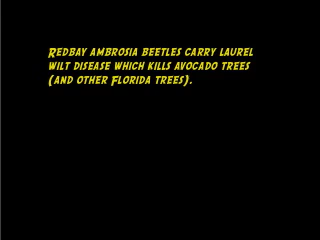 Redbay ambrosia beetles carry laurel
wilt disease which kills avocado trees
(and other Florida trees).